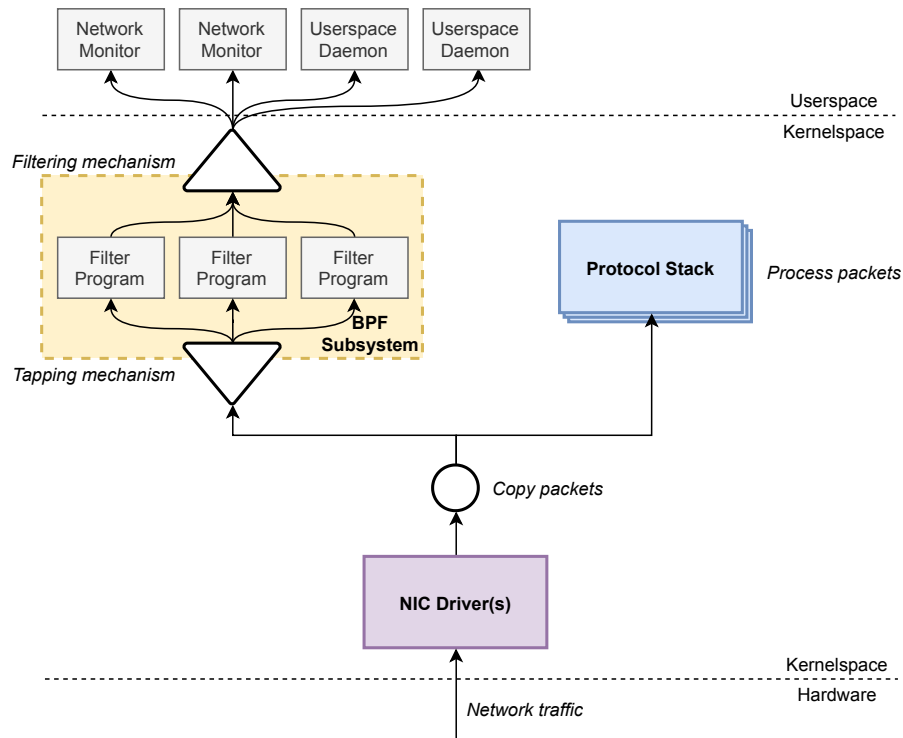 Network
Monitor
Network
Monitor
Userspace
Daemon
Userspace
Daemon
Userspace
Kernelspace
Filtering mechanism
Filter
Program
Filter
Program
Filter
Program
BPF
Subsystem
Protocol Stack
Process packets
Tapping mechanism
Copy packets
NIC Driver(s)
Kernelspace
Hardware
Network traffic